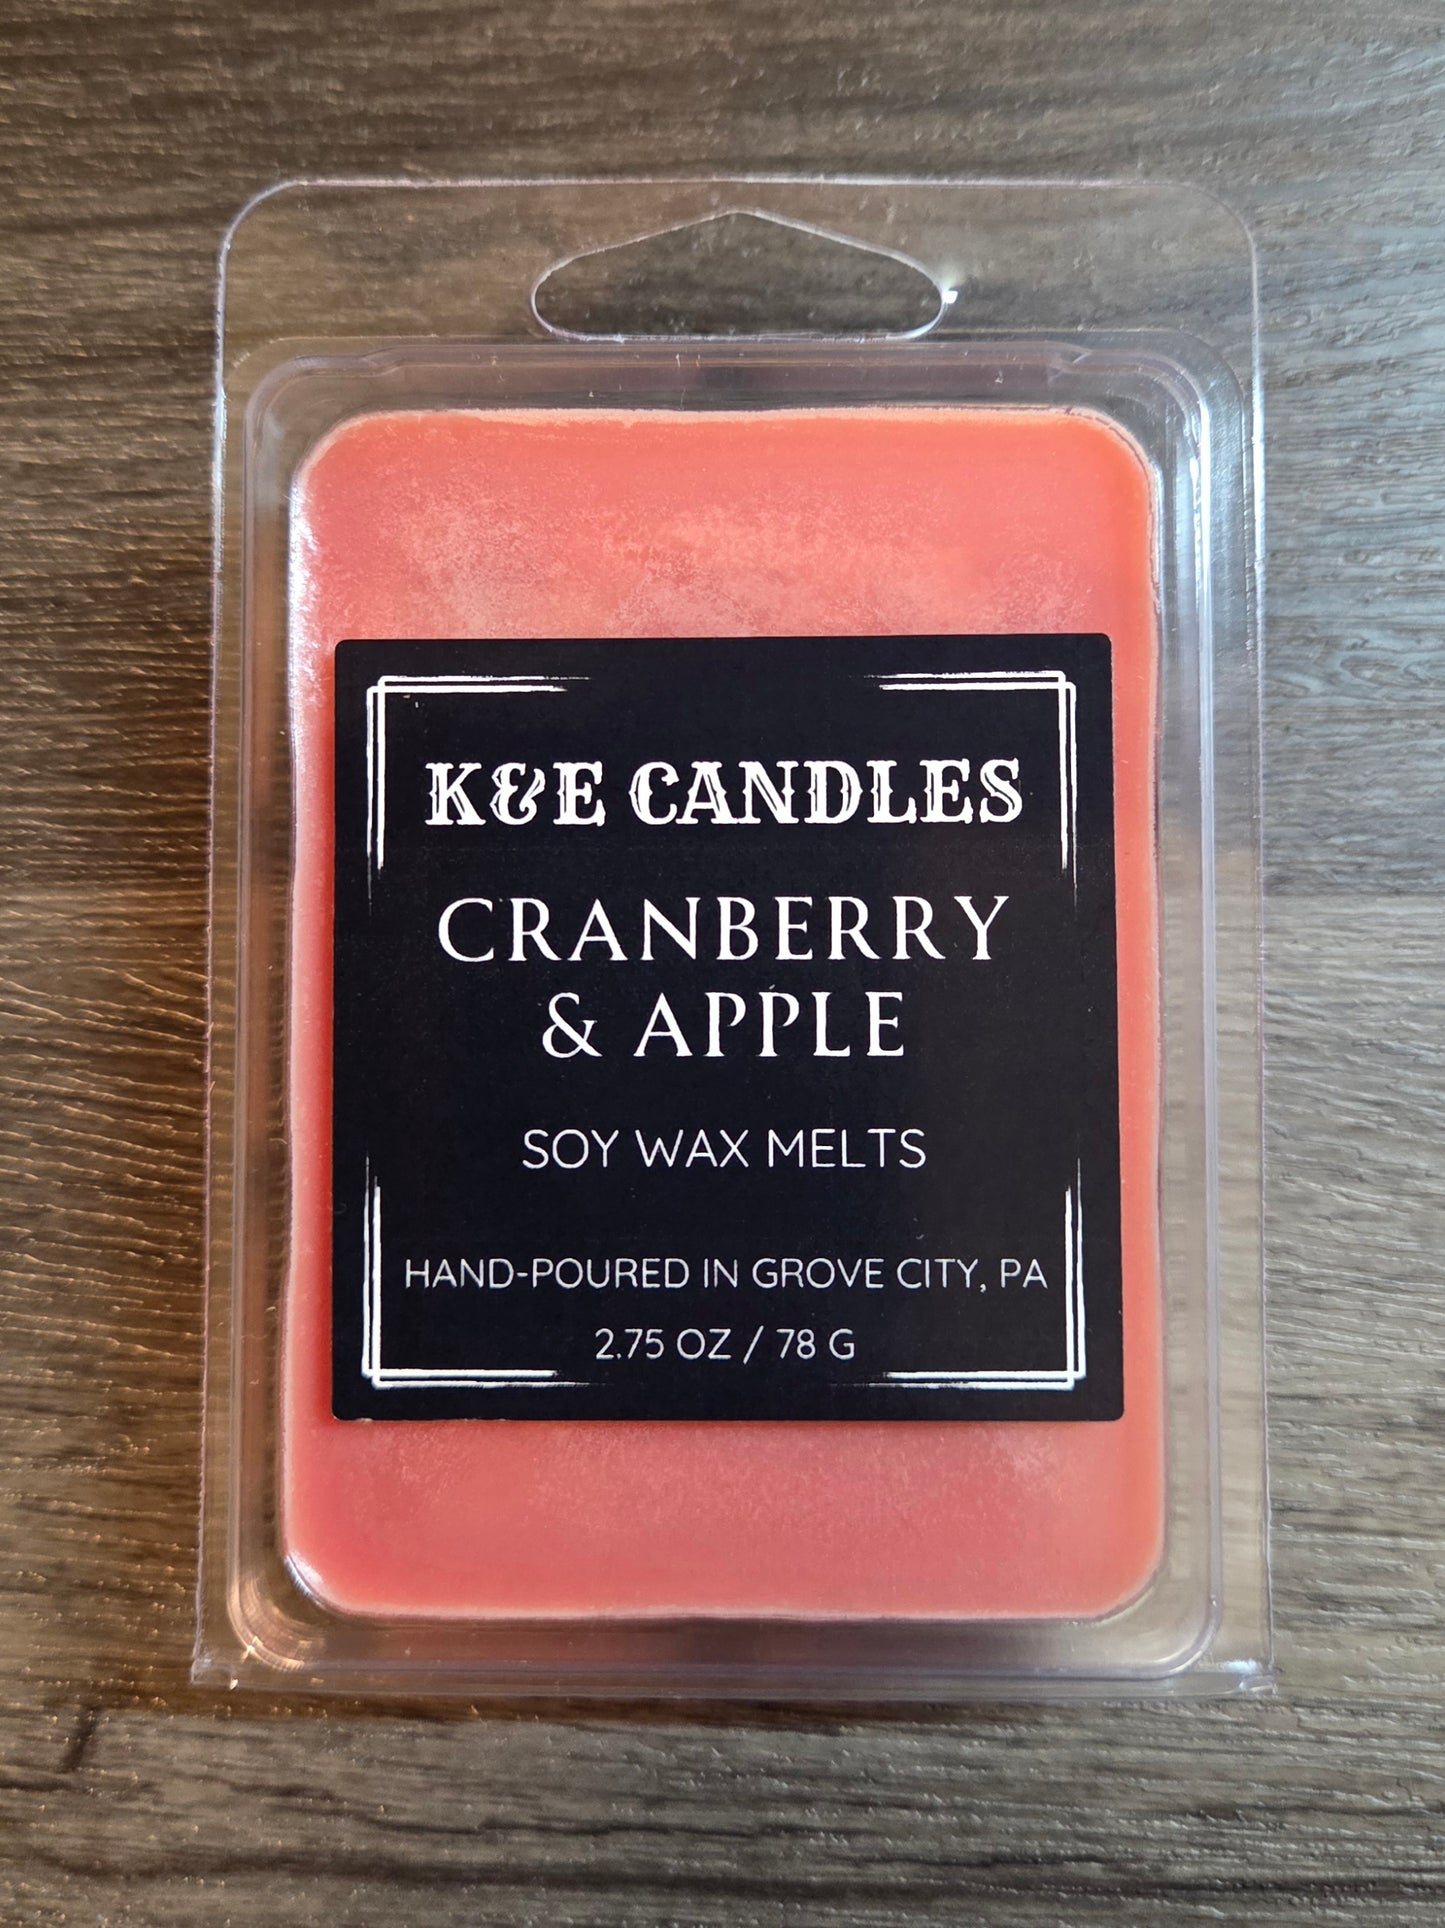 K&E CANDLES
CRANBERRY
& APPLE
SOY WAX MELTS
HAND-POURED IN GROVE CITY, PA
2.75 OZ / 78 G